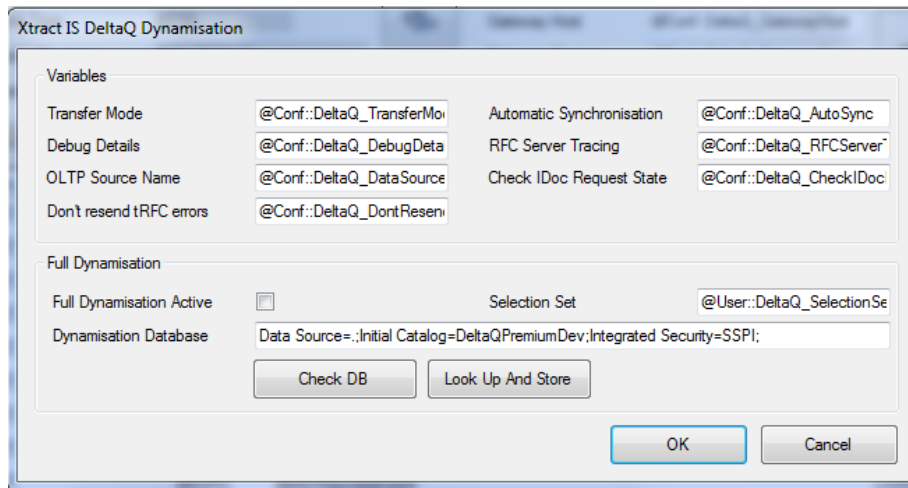 Xtract IS DeltaQ Dynamisation
Variables
Transfer Mode @Conf::DeltaQ_TransferMo Automatic Synchronisation @Conf::DeltaQ_AutoSync
Debug Details @Conf::DeltaQ_DebugDeta RFC Server Tracing @Conf::DeltaQ_RFCServerT
OLTP Source Name @Conf::DeltaQ_DataSource Check IDoc Request State @Conf::DeltaQ_CheckIDoc
Don't resend tRFC errors @Conf::DeltaQ_DontResen
Full Dynamisation
Full Dynamisation Active Selection Set @User::DeltaQ_SelectionSe
Dynamisation Database Data Source=.;Initial Catalog=DeltaQPremiumDev;Integrated Security=SSPI;
Check DB Look Up And Store
OK Cancel